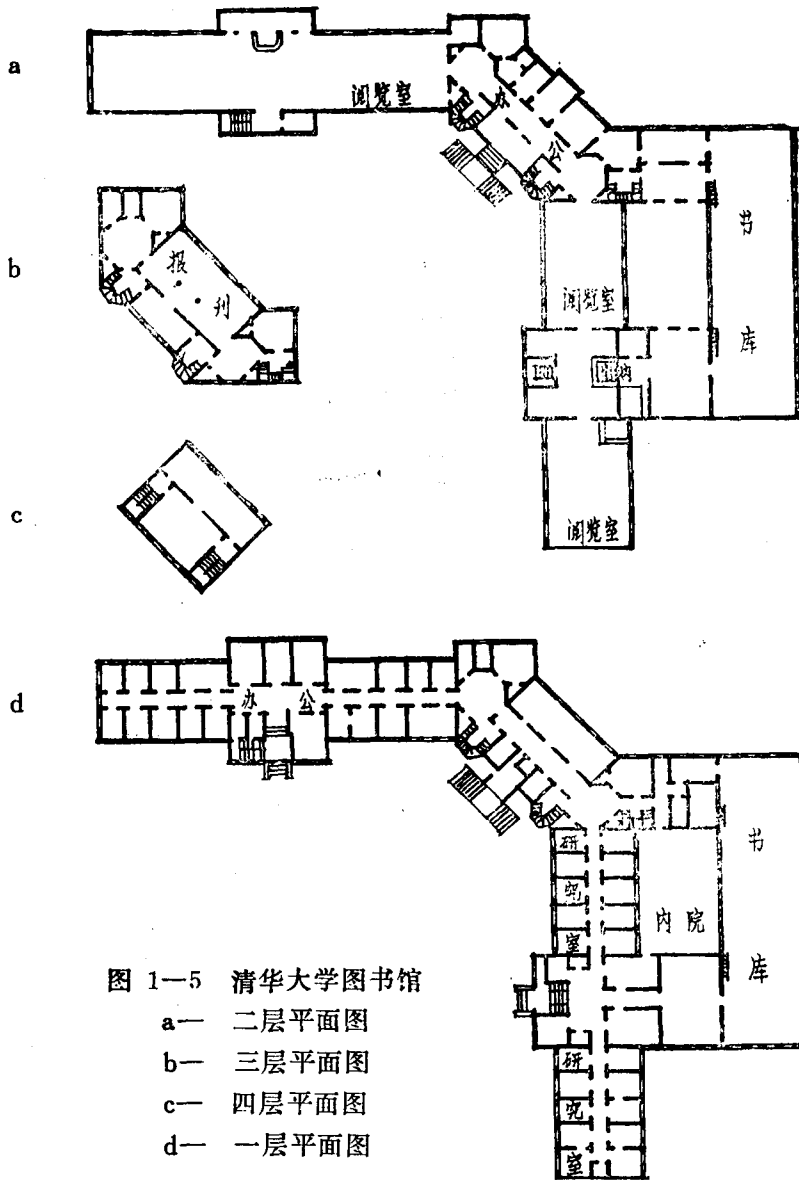 a
阅览室
办
公
书
库
b
报
刊
阅览室
c
阅览室
d
办 公
研
究
室
书
库
内 院
研
究
室
图 1—5 清华大学图书馆
a— 二层平面图
b— 三层平面图
c— 四层平面图
d— 一层平面图